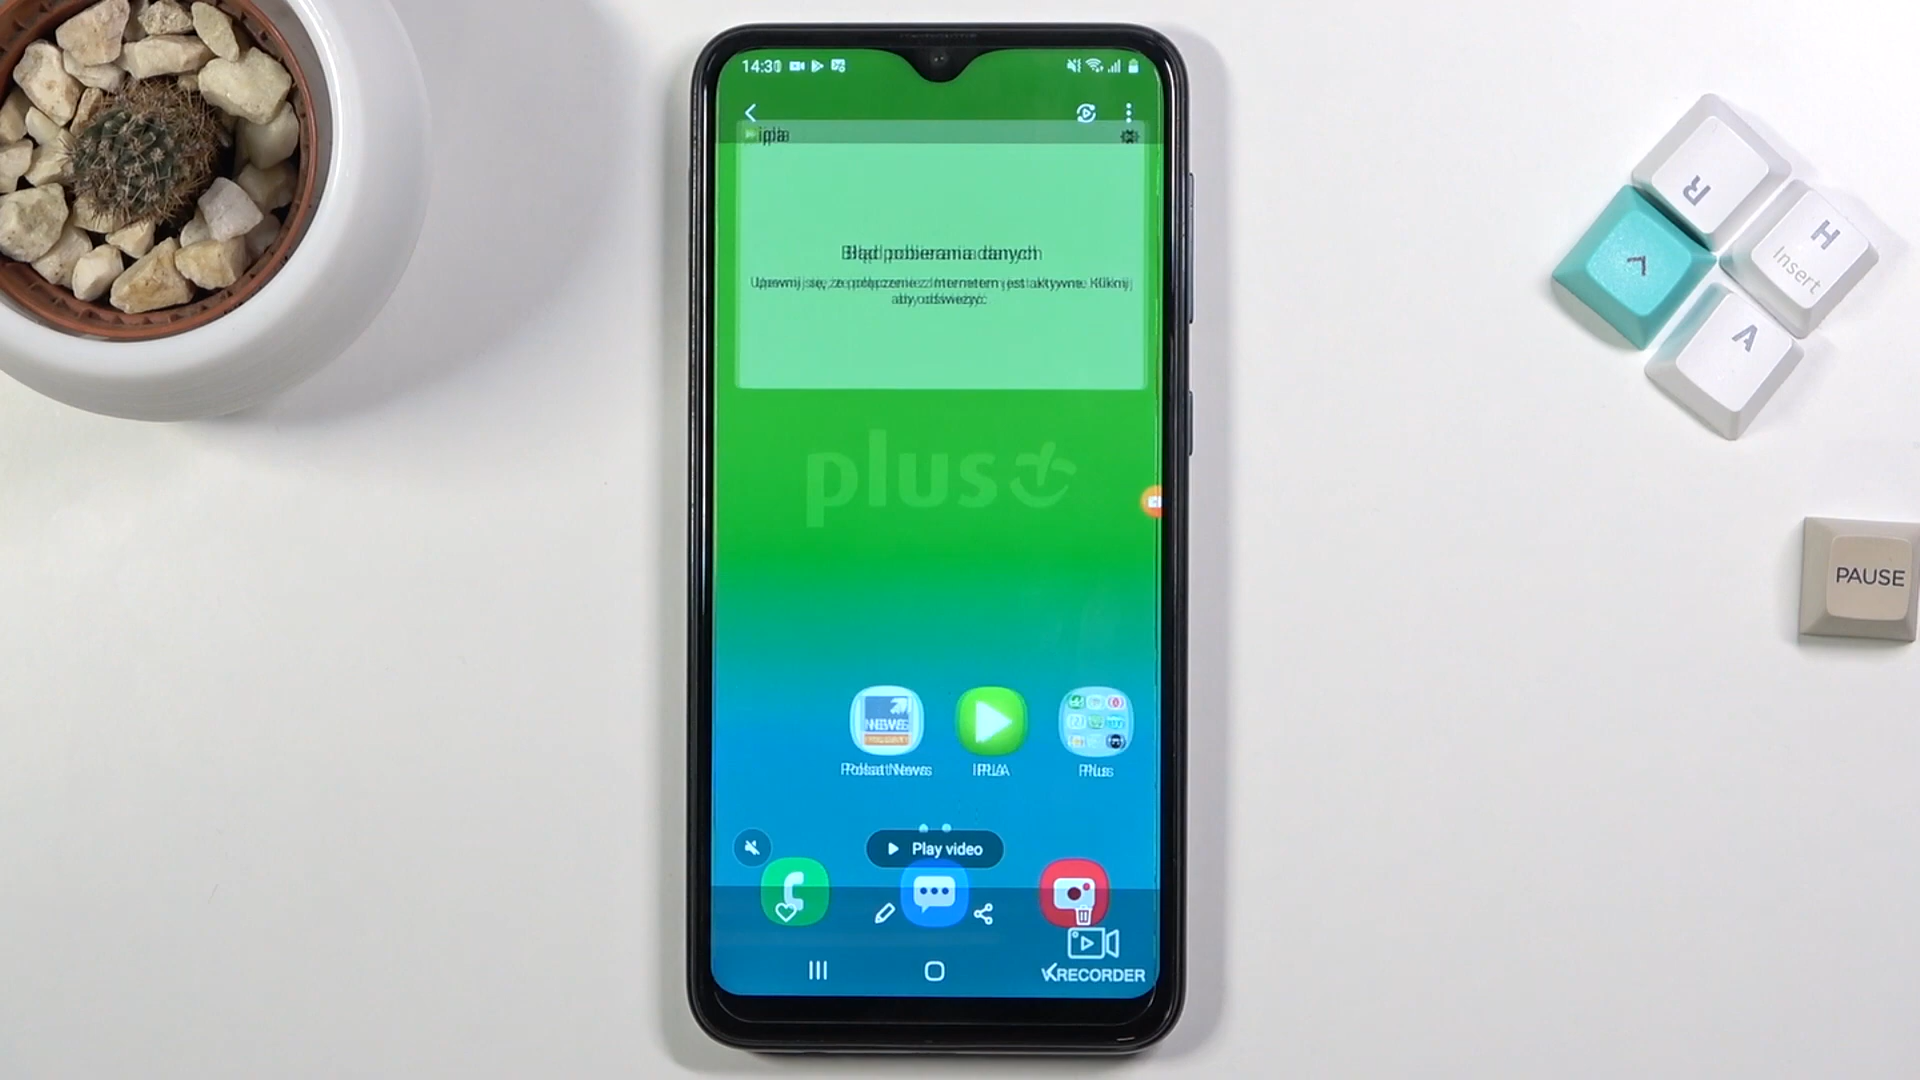 14:30
ipla
Błąd pobierania danych
Upewnij się, że połączenie z Internetem jest aktywne. Kliknij,
aby odświeżyć
plus
NEWS
Polsat News
IPLA
Plus
Play video
RECORDER
R
H
Insert
V
PAUSE